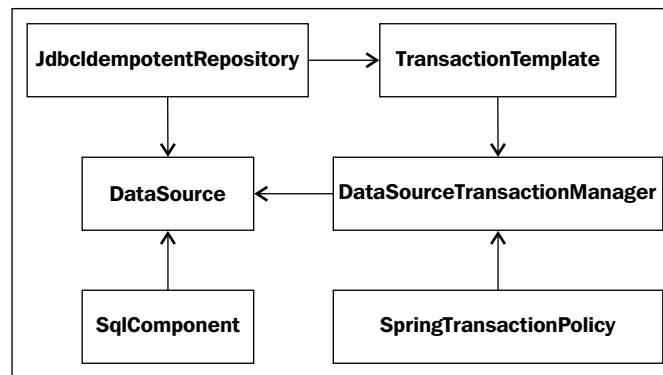 JdbcIdempotentRepository
TransactionTemplate
DataSource
DataSourceTransactionManager
SqlComponent
SpringTransactionPolicy